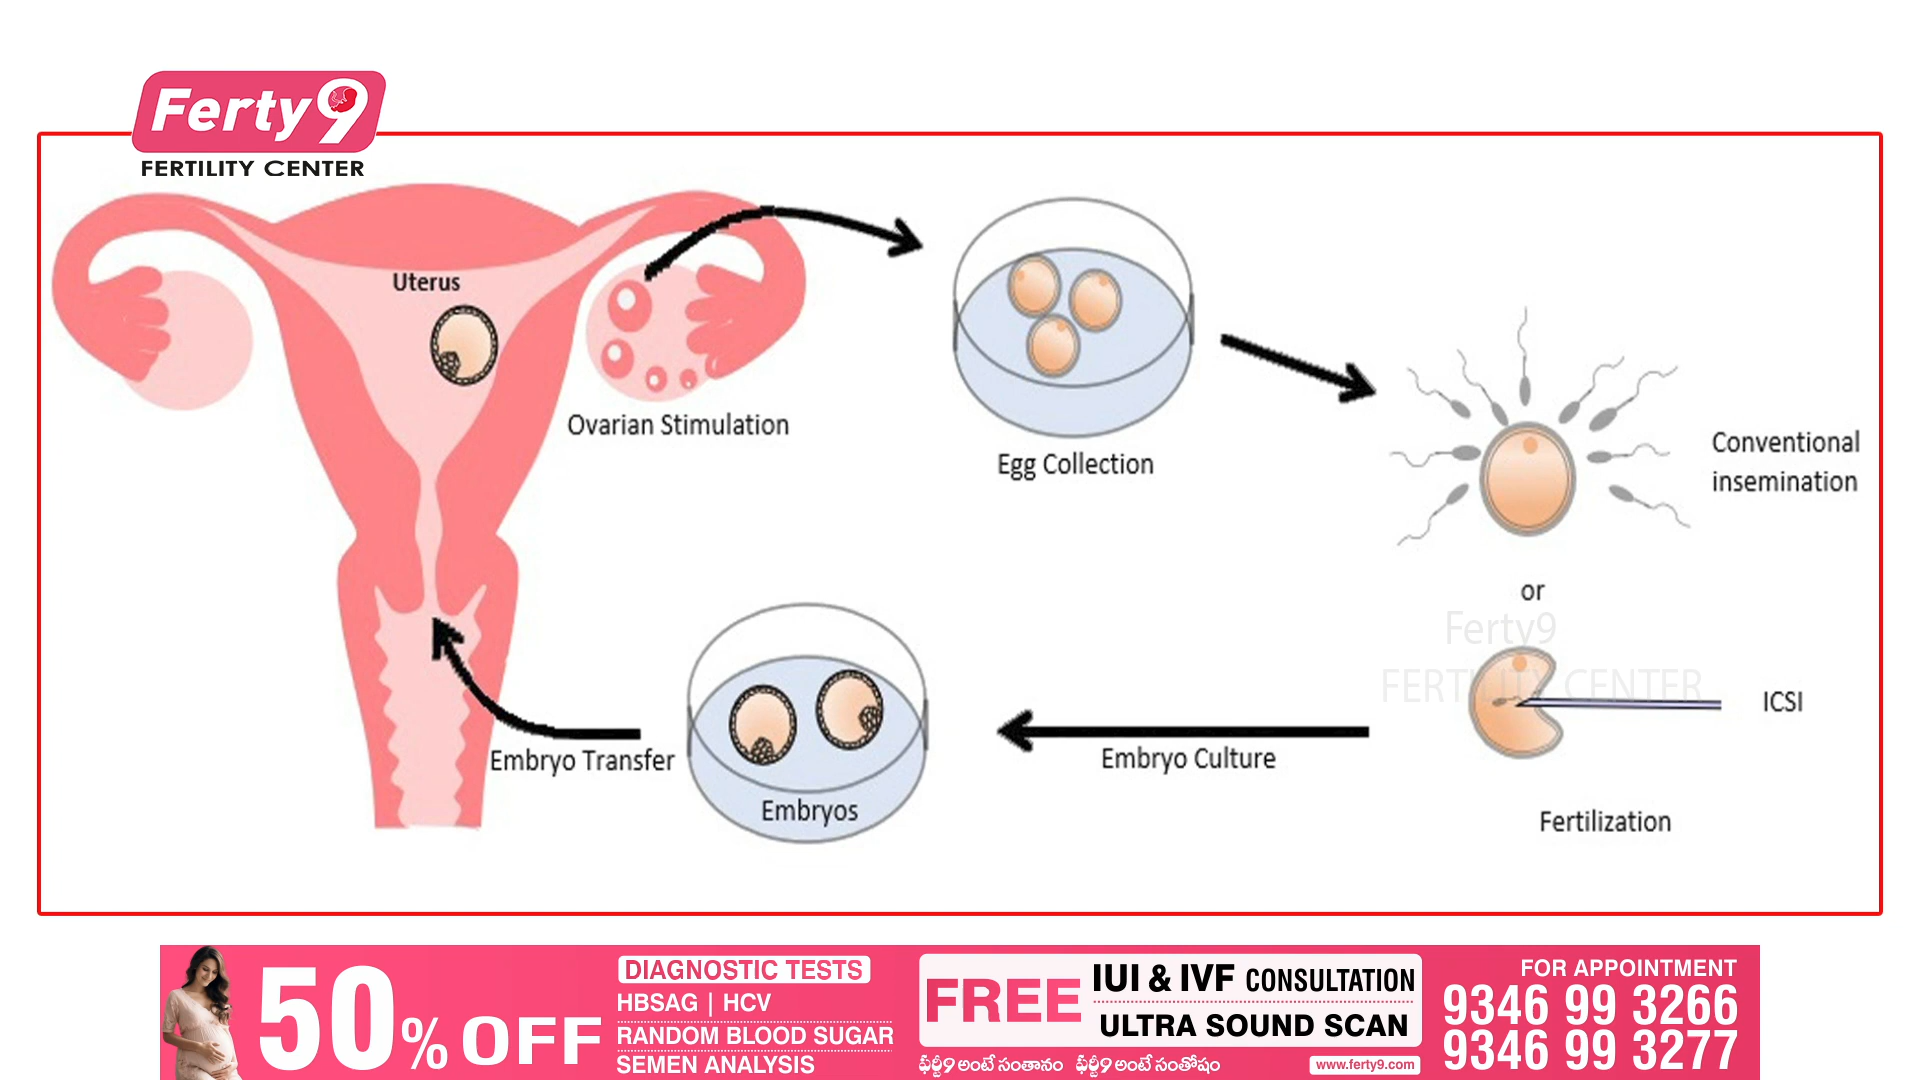 Ferty9
FERTILITY CENTER
Uterus
Ovarian Stimulation
Egg Collection
Conventional
insemination
or
Ferty9
FERTILITY CENTER
ICSI
Fertilization
Embryo Culture
Embryos
Embryo Transfer
50% OFF
DIAGNOSTIC TESTS
HBSAG | HCV
RANDOM BLOOD SUGAR
SEMEN ANALYSIS
FREE
IUI & IVF CONSULTATION
ULTRA SOUND SCAN
ఫర్టీ9 అంటే సంతానం ఫర్టీ9 అంటే సంతోషం
www.ferty9.com
FOR APPOINTMENT
9346 99 3266
9346 99 3277